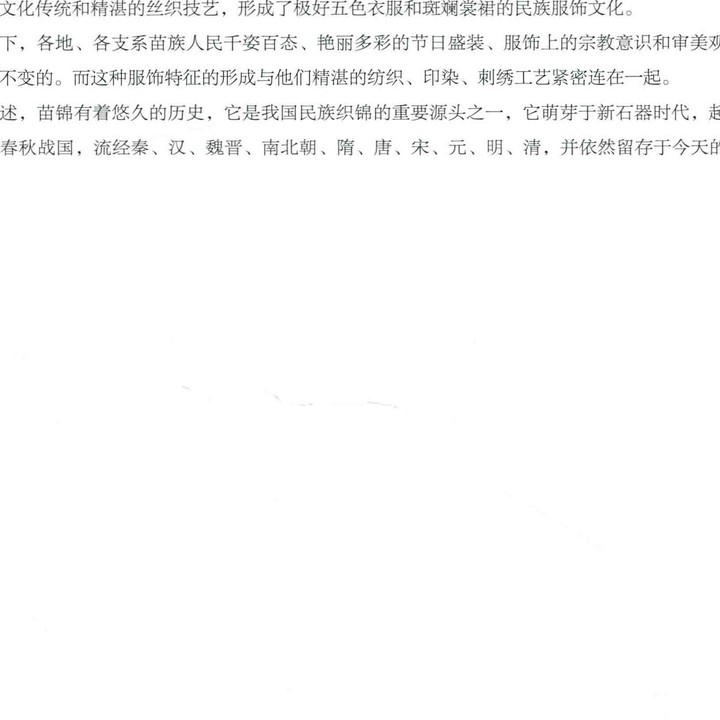 文化传统和精湛的丝织技艺，形成了极好五色衣服和斑斓裳裙的民族服饰文化。
下，各地、各支系苗族人民千姿百态、艳丽多彩的节日盛装、服饰上的宗教意识和审美观
不变的。而这种服饰特征的形成与他们精湛的纺织、印染、刺绣工艺紧密连在一起。
述，苗锦有着悠久的历史，它是我国民族织锦的重要源头之一，它萌芽于新石器时代，起
春秋战国，流经秦、汉、魏晋、南北朝、隋、唐、宋、元、明、清，并依然留存于今天的